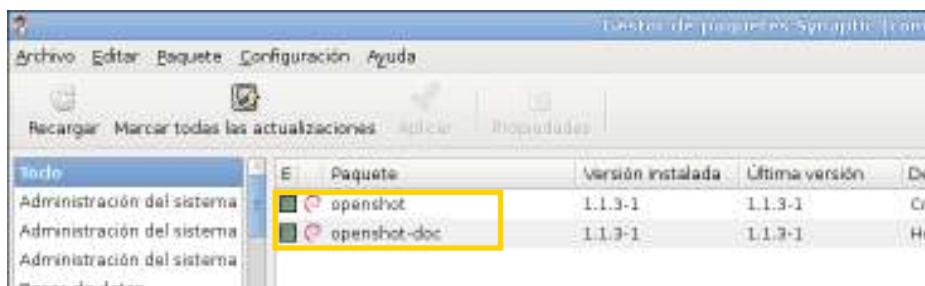 Gestor de paquetes Synaptic
Archivo Editar Paquete Configuración Ayuda
Recargar Marcar todas las actualizaciones Aplicar Propiedades
Todo E Paquete Versión instalada Última versión
Administración del sistema openshot 1.1.3-1 1.1.3-1
Administración del sistema openshot-doc 1.1.3-1 1.1.3-1
Administración del sistema